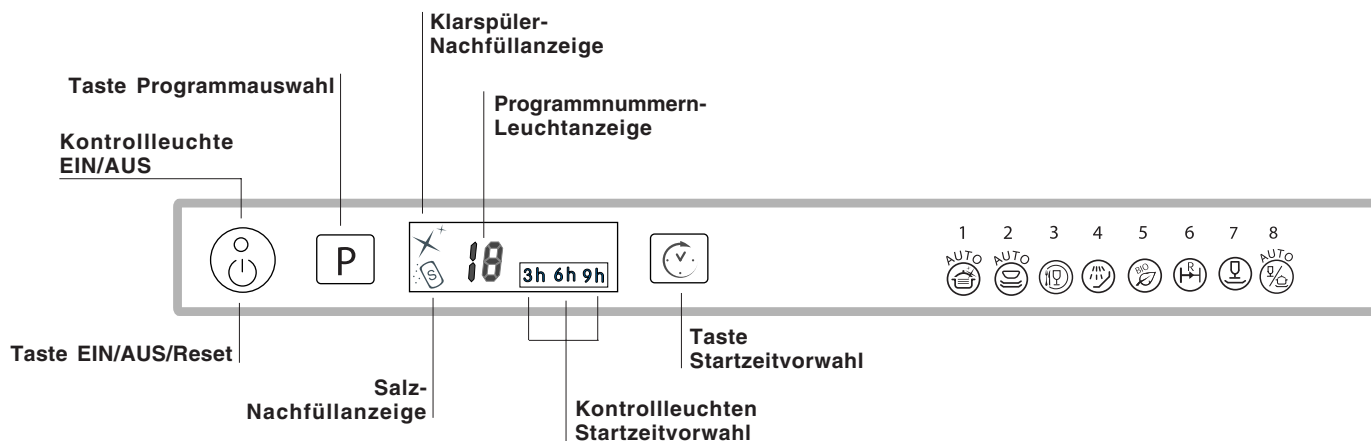 Klarspüler-
Nachfüllanzeige
Taste Programmauswahl
Programmnummern-
Leuchtanzeige
Kontrollleuchte
EIN/AUS
P
S
18
3h 6h 9h
1 2 3 4 5 6 7 8
AUTO AUTO AUTO
BIO
R
Taste EIN/AUS/Reset
Taste
Startzeitvorwahl
Salz-
Nachfüllanzeige
Kontrollleuchten
Startzeitvorwahl